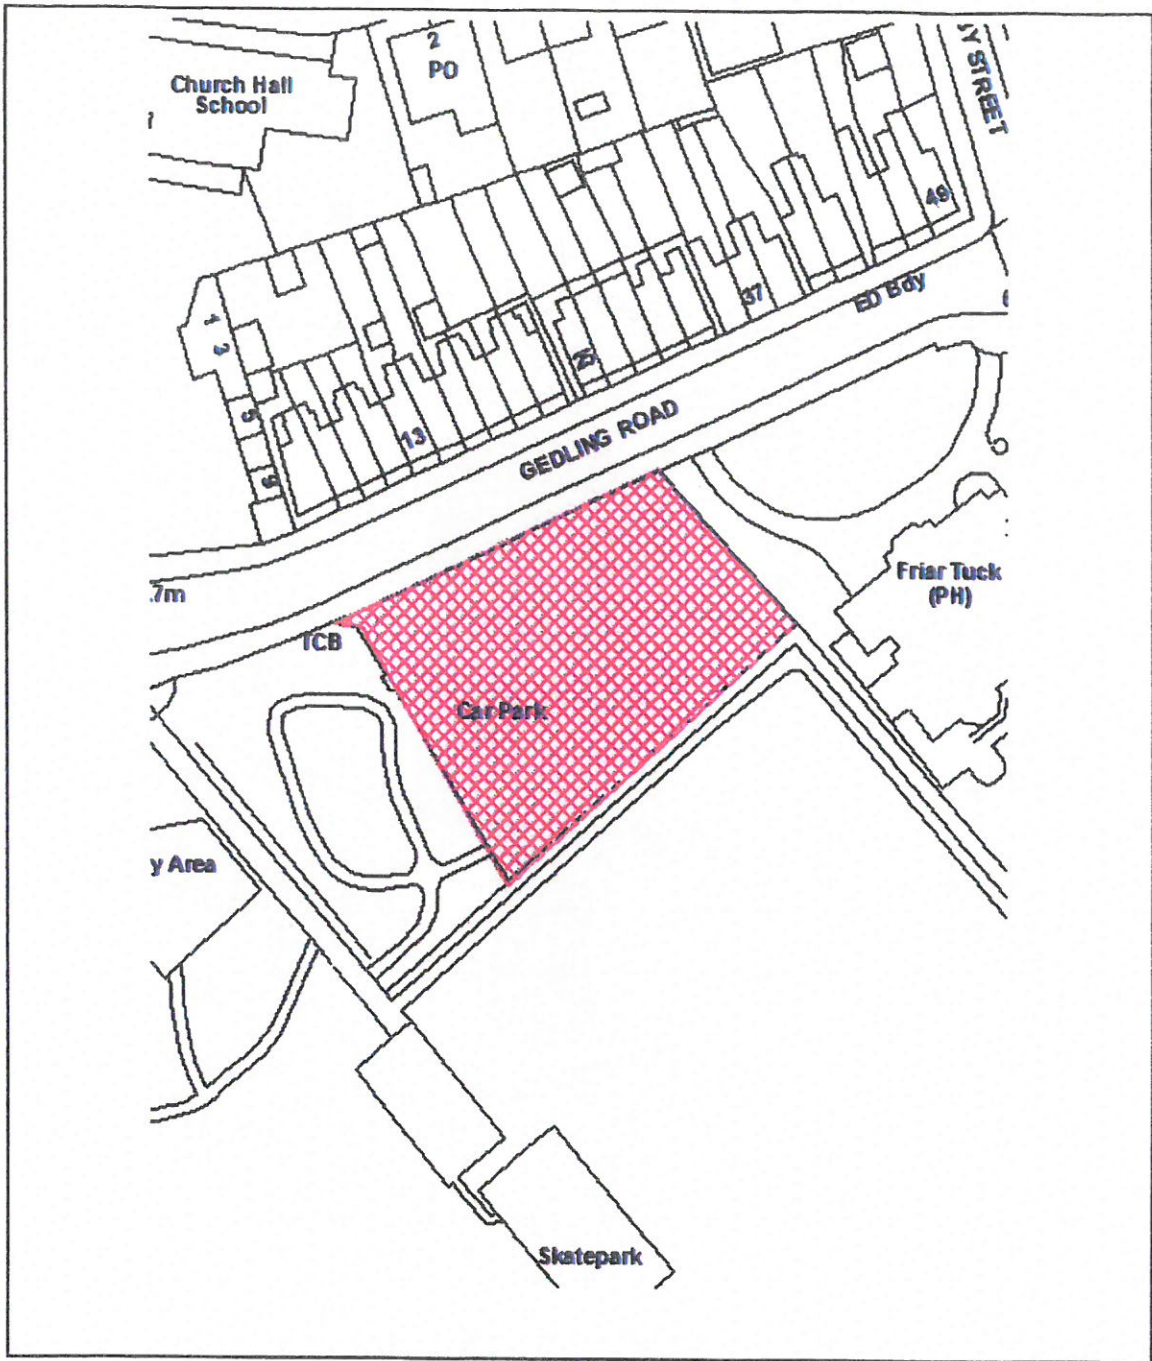 2
PO
Church Hall
School
Y STREET
49
37
ED Bdy
1
3
5
9
13
GEDLING ROAD
Friar Tuck
(PH)
.7m
TCB
Car Park
y Area
Skatepark